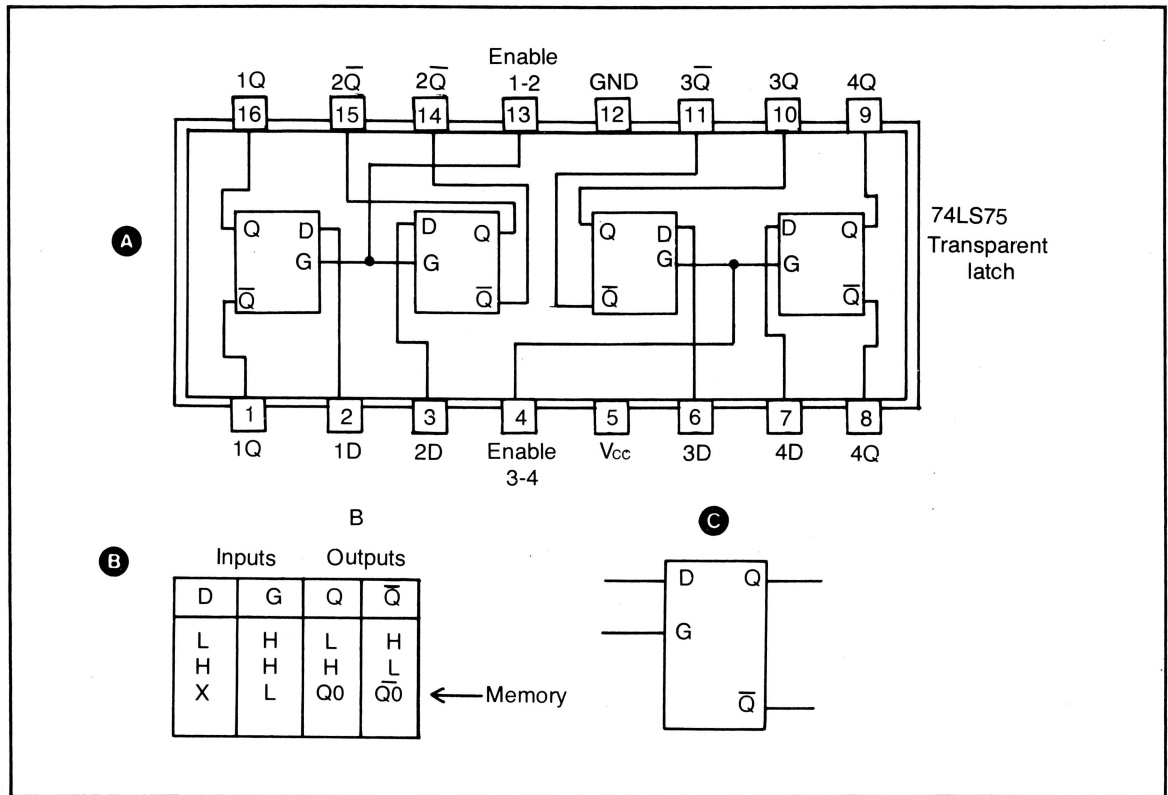 Enable
1Q 2Q̅ 2Q̅ 1-2 GND 3Q̅ 3Q 4Q
16 15 14 13 12 11 10 9
Q D D Q Q D D Q
G G G G
Q̅ Q̅ Q̅ Q̅
A
74LS75
Transparent
latch
1 2 3 4 5 6 7 8
1Q 1D 2D Enable Vcc 3D 4D 4Q
3-4
B
B
Inputs Outputs
D G Q Q̅
L H L H
H H H L
X L Q0 Q̅0̅
Memory
C
D Q
G
Q̅